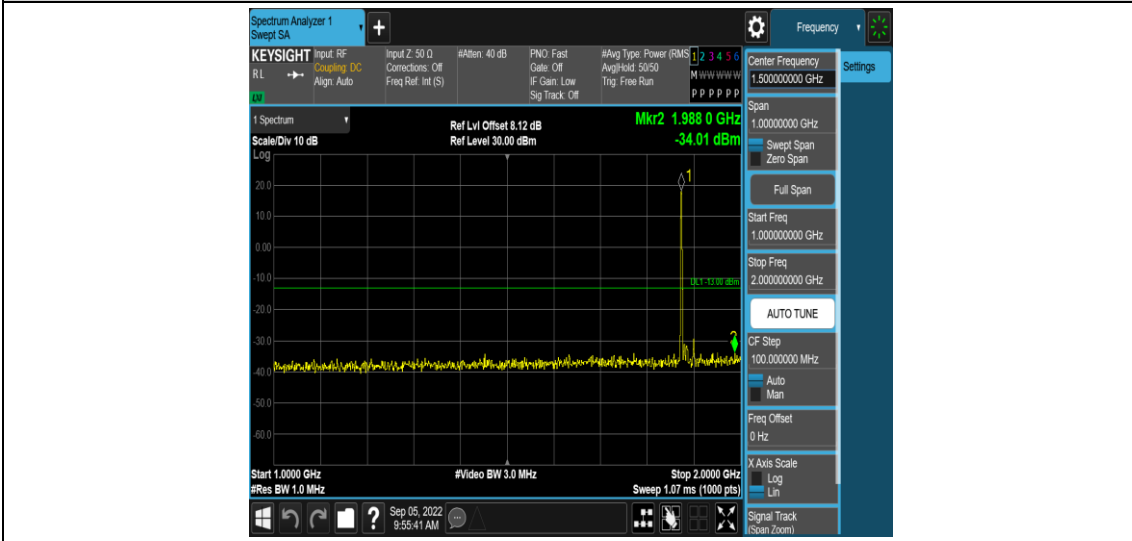 Spectrum Analyzer 1
Swept SA
+
Frequency
KEYSIGHT Input: RF
Input Z: 50 Ω
#Atten: 40 dB
PNO: Fast
#Avg Type: Power (RMS 1 2 3 4 5 6
RL
Coupling: DC
Corrections: Off
Gate: Off
Avg|Hold: 50/50
M W W W W W
Align: Auto
Freq Ref: Int (S)
IF Gain: Low
Trig: Free Run
Sig Track: Off
P P P P P P
1 Spectrum
Ref Lvl Offset 8.12 dB
Mkr2 1.988 0 GHz
Scale/Div 10 dB
Ref Level 30.00 dBm
-34.01 dBm
Log
1
20.0
10.0
0.00
-10.0
DL1 -13.00 dBm
-20.0
-30.0
2
-40.0
-50.0
-60.0
Start 1.0000 GHz
#Video BW 3.0 MHz
Stop 2.0000 GHz
#Res BW 1.0 MHz
Sweep 1.07 ms (1000 pts)
?
Sep 05, 2022
9:55:41 AM
Center Frequency
1.500000000 GHz
Settings
Span
1.00000000 GHz
Swept Span
Zero Span
Full Span
Start Freq
1.000000000 GHz
Stop Freq
2.000000000 GHz
AUTO TUNE
CF Step
100.000000 MHz
Auto
Man
Freq Offset
0 Hz
X Axis Scale
Log
Lin
Signal Track
(Span Zoom)